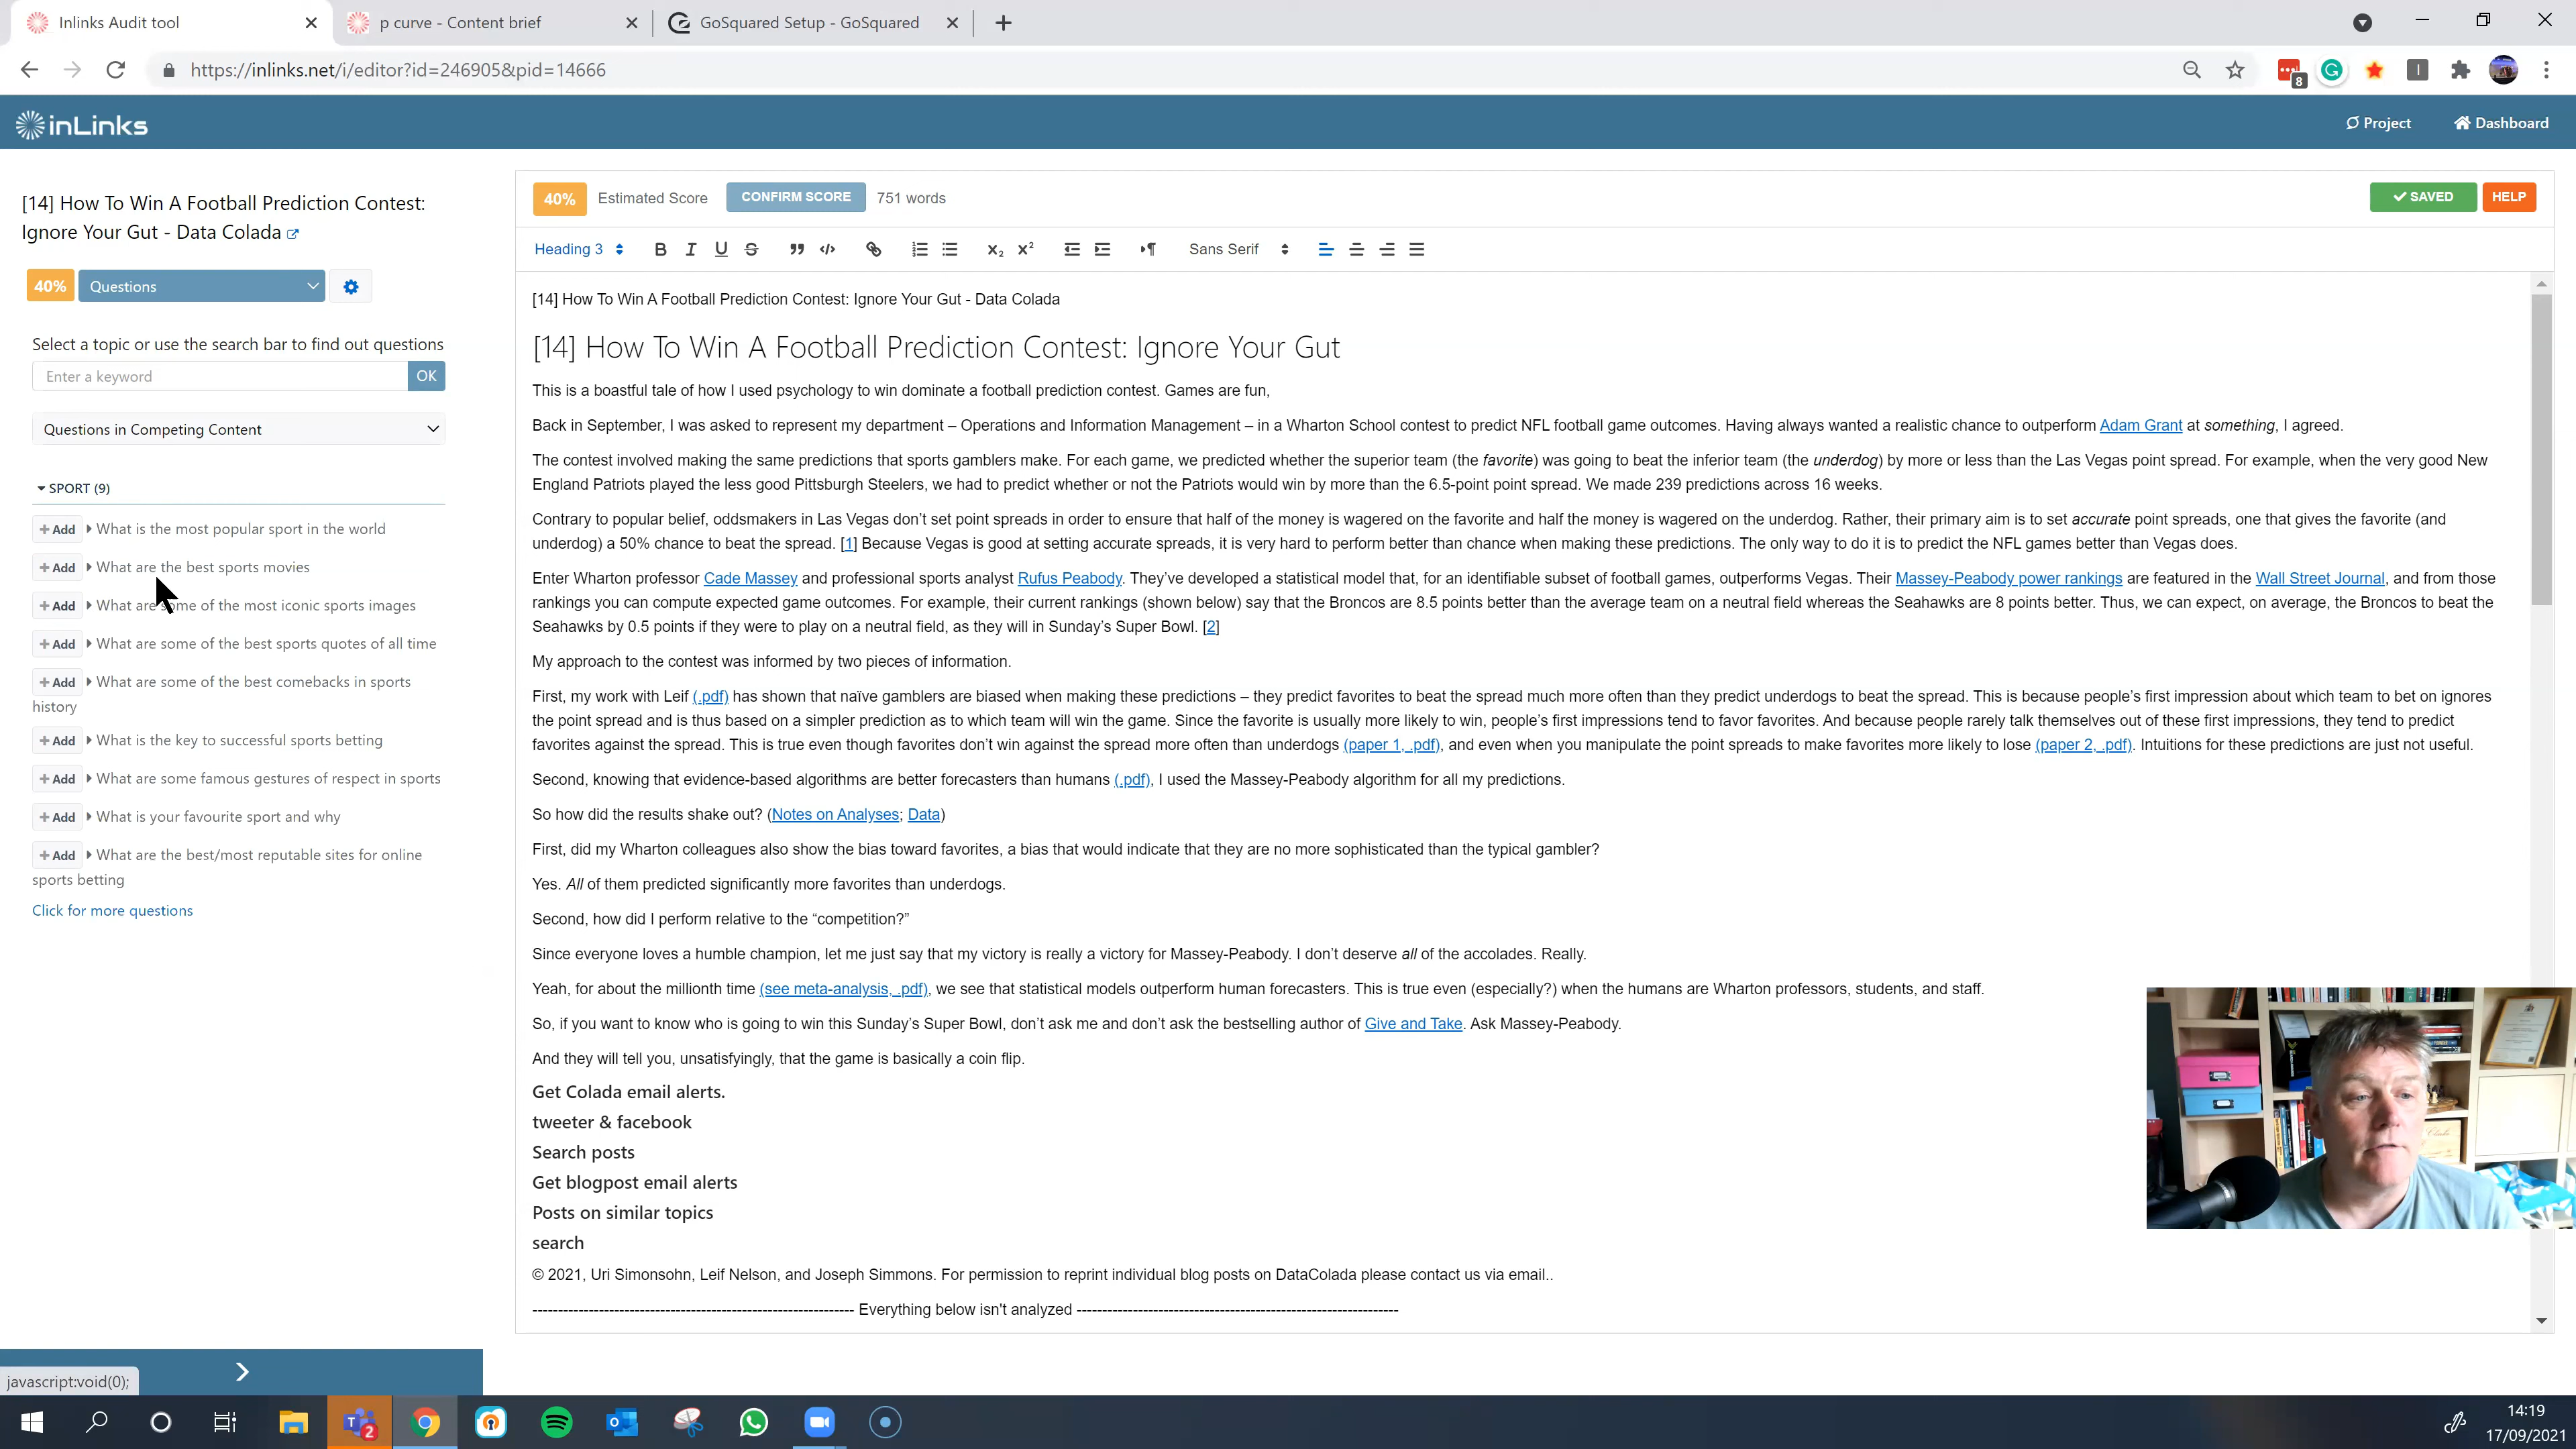 Inlinks Audit tool
p curve - Content brief
GoSquared Setup - GoSquared
https://inlinks.net/i/editor?id=246905&pid=14666
8
inLinks
Project
Dashboard
[14] How To Win A Football Prediction Contest:
Ignore Your Gut - Data Colada
40%
Questions
Select a topic or use the search bar to find out questions
Enter a keyword
OK
Questions in Competing Content
SPORT (9)
+ Add What is the most popular sport in the world
+ Add What are the best sports movies
+ Add What are some of the most iconic sports images
+ Add What are some of the best sports quotes of all time
+ Add What are some of the best comebacks in sports
history
+ Add What is the key to successful sports betting
+ Add What are some famous gestures of respect in sports
+ Add What is your favourite sport and why
+ Add What are the best/most reputable sites for online
sports betting
Click for more questions
40% Estimated Score CONFIRM SCORE 751 words
SAVED
HELP
Heading 3
Sans Serif
[14] How To Win A Football Prediction Contest: Ignore Your Gut - Data Colada
[14] How To Win A Football Prediction Contest: Ignore Your Gut
This is a boastful tale of how I used psychology to win dominate a football prediction contest. Games are fun,
Back in September, I was asked to represent my department – Operations and Information Management – in a Wharton School contest to predict NFL football game outcomes. Having always wanted a realistic chance to outperform Adam Grant at something, I agreed.
The contest involved making the same predictions that sports gamblers make. For each game, we predicted whether the superior team (the favorite) was going to beat the inferior team (the underdog) by more or less than the Las Vegas point spread. For example, when the very good New
England Patriots played the less good Pittsburgh Steelers, we had to predict whether or not the Patriots would win by more than the 6.5-point point spread. We made 239 predictions across 16 weeks.
Contrary to popular belief, oddsmakers in Las Vegas don't set point spreads in order to ensure that half of the money is wagered on the favorite and half the money is wagered on the underdog. Rather, their primary aim is to set accurate point spreads, one that gives the favorite (and
underdog) a 50% chance to beat the spread. [1] Because Vegas is good at setting accurate spreads, it is very hard to perform better than chance when making these predictions. The only way to do it is to predict the NFL games better than Vegas does.
Enter Wharton professor Cade Massey and professional sports analyst Rufus Peabody. They've developed a statistical model that, for an identifiable subset of football games, outperforms Vegas. Their Massey-Peabody power rankings are featured in the Wall Street Journal, and from those
rankings you can compute expected game outcomes. For example, their current rankings (shown below) say that the Broncos are 8.5 points better than the average team on a neutral field whereas the Seahawks are 8 points better. Thus, we can expect, on average, the Broncos to beat the
Seahawks by 0.5 points if they were to play on a neutral field, as they will in Sunday's Super Bowl. [2]
My approach to the contest was informed by two pieces of information.
First, my work with Leif (.pdf) has shown that naïve gamblers are biased when making these predictions – they predict favorites to beat the spread much more often than they predict underdogs to beat the spread. This is because people's first impression about which team to bet on ignores
the point spread and is thus based on a simpler prediction as to which team will win the game. Since the favorite is usually more likely to win, people's first impressions tend to favor favorites. And because people rarely talk themselves out of these first impressions, they tend to predict
favorites against the spread. This is true even though favorites don't win against the spread more often than underdogs (paper 1, .pdf), and even when you manipulate the point spreads to make favorites more likely to lose (paper 2, .pdf). Intuitions for these predictions are just not useful.
Second, knowing that evidence-based algorithms are better forecasters than humans (.pdf), I used the Massey-Peabody algorithm for all my predictions.
So how did the results shake out? (Notes on Analyses; Data)
First, did my Wharton colleagues also show the bias toward favorites, a bias that would indicate that they are no more sophisticated than the typical gambler?
Yes. All of them predicted significantly more favorites than underdogs.
Second, how did I perform relative to the “competition?”
Since everyone loves a humble champion, let me just say that my victory is really a victory for Massey-Peabody. I don't deserve all of the accolades. Really.
Yeah, for about the millionth time (see meta-analysis, .pdf), we see that statistical models outperform human forecasters. This is true even (especially?) when the humans are Wharton professors, students, and staff.
So, if you want to know who is going to win this Sunday's Super Bowl, don't ask me and don't ask the bestselling author of Give and Take. Ask Massey-Peabody.
And they will tell you, unsatisfyingly, that the game is basically a coin flip.
Get Colada email alerts.
tweeter & facebook
Search posts
Get blogpost email alerts
Posts on similar topics
search
© 2021, Uri Simonsohn, Leif Nelson, and Joseph Simmons. For permission to reprint individual blog posts on DataColada please contact us via email..
---------------------------------------------------------------- Everything below isn't analyzed ----------------------------------------------------------------
javascript:void(0);
2
14:19
17/09/2021